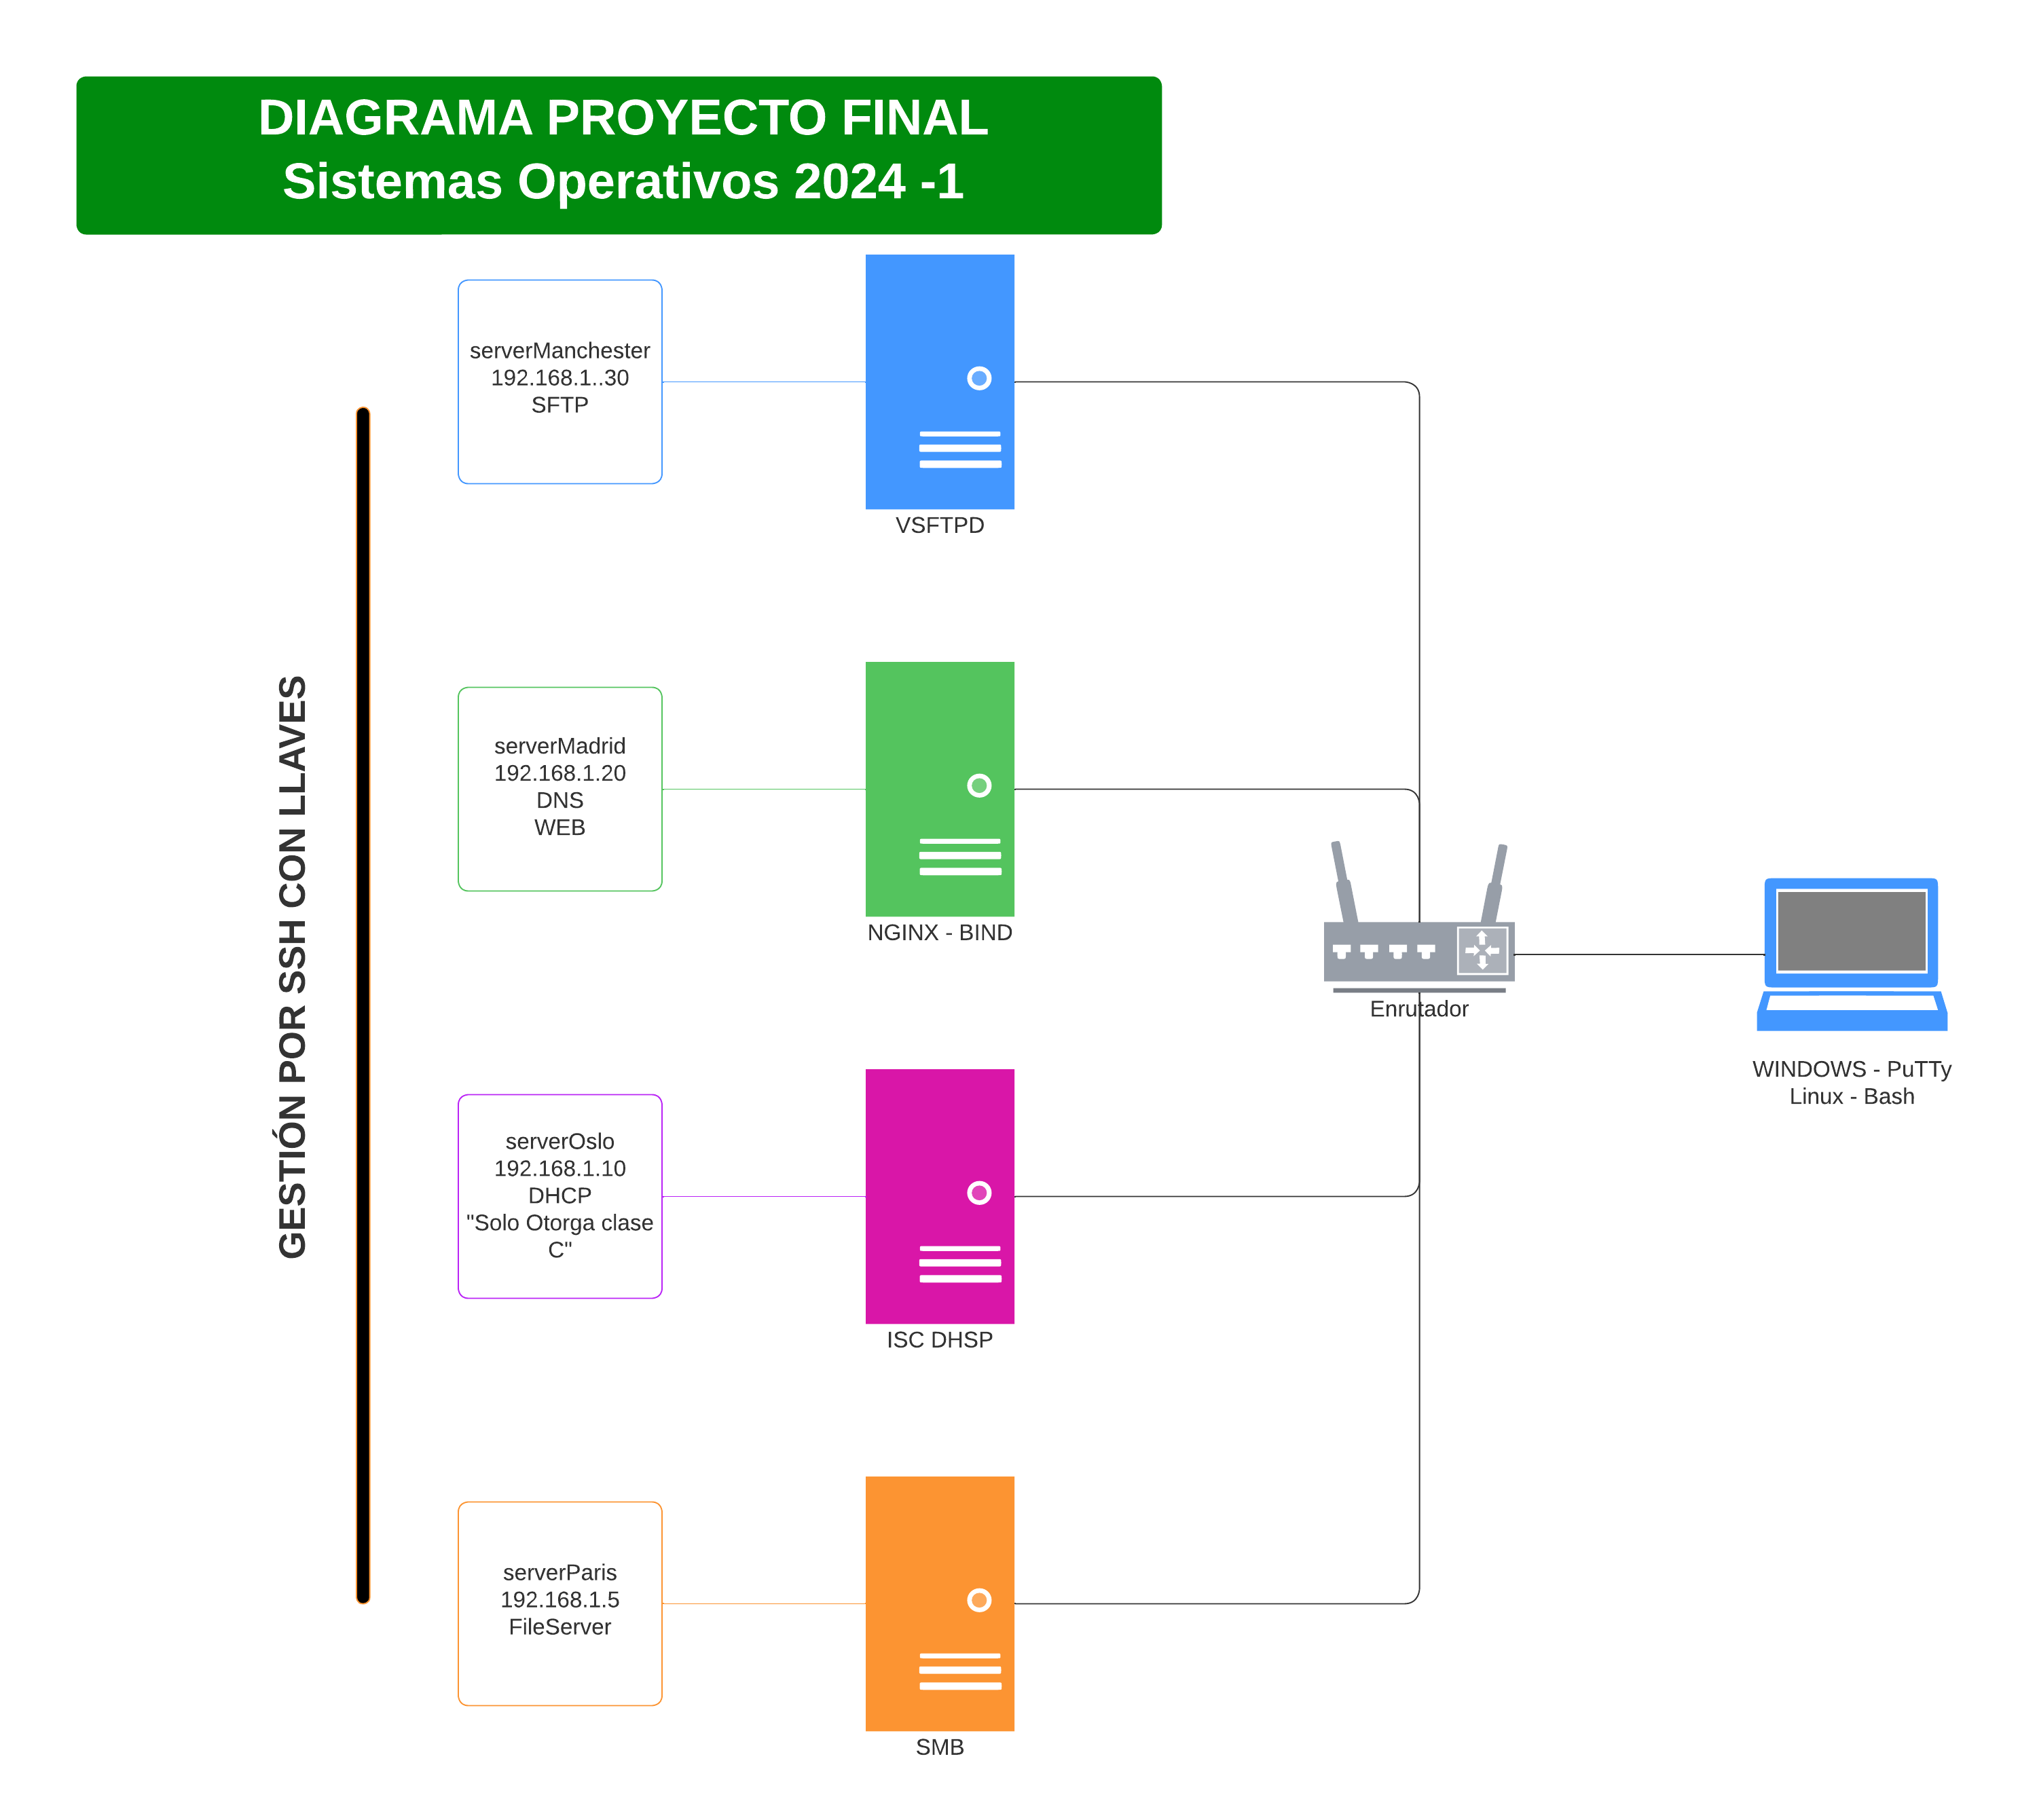 DIAGRAMA PROYECTO FINAL
Sistemas Operativos 2024 -1
GESTIÓN POR SSH CON LLAVES
serverManchester
192.168.1..30
SFTP
VSFTPD
serverMadrid
192.168.1.20
DNS
WEB
NGINX - BIND
Enrutador
WINDOWS - PuTTy
Linux - Bash
serverOslo
192.168.1.10
DHCP
"Solo Otorga clase
C"
ISC DHSP
serverParis
192.168.1.5
FileServer
SMB